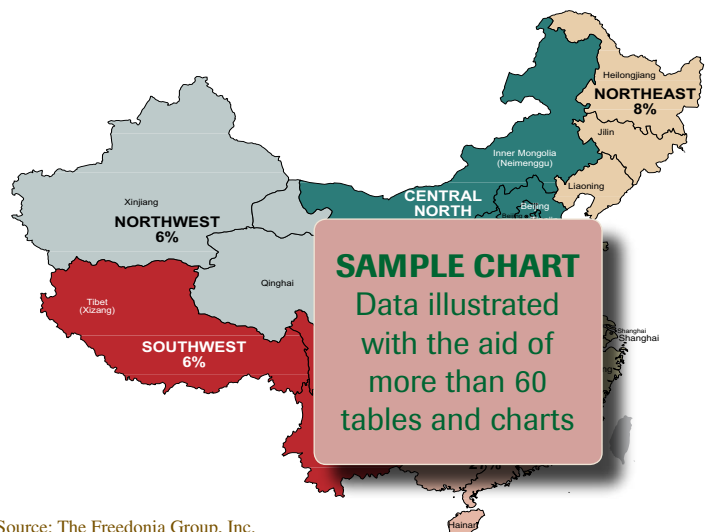 Heilongjiang
NORTHEAST
8%
Jilin
Inner Mongolia
(Neimenggu)
Liaoning
Xinjiang
CENTRAL
NORTH
Beijing
Beijing
NORTHWEST
6%
Qinghai
Tibet
(Xizang)
SOUTHWEST
6%
SAMPLE CHART
Data illustrated
with the aid of
more than 60
tables and charts
Shanghai
Shanghai
Hainan
Source: The Freedonia Group, Inc.